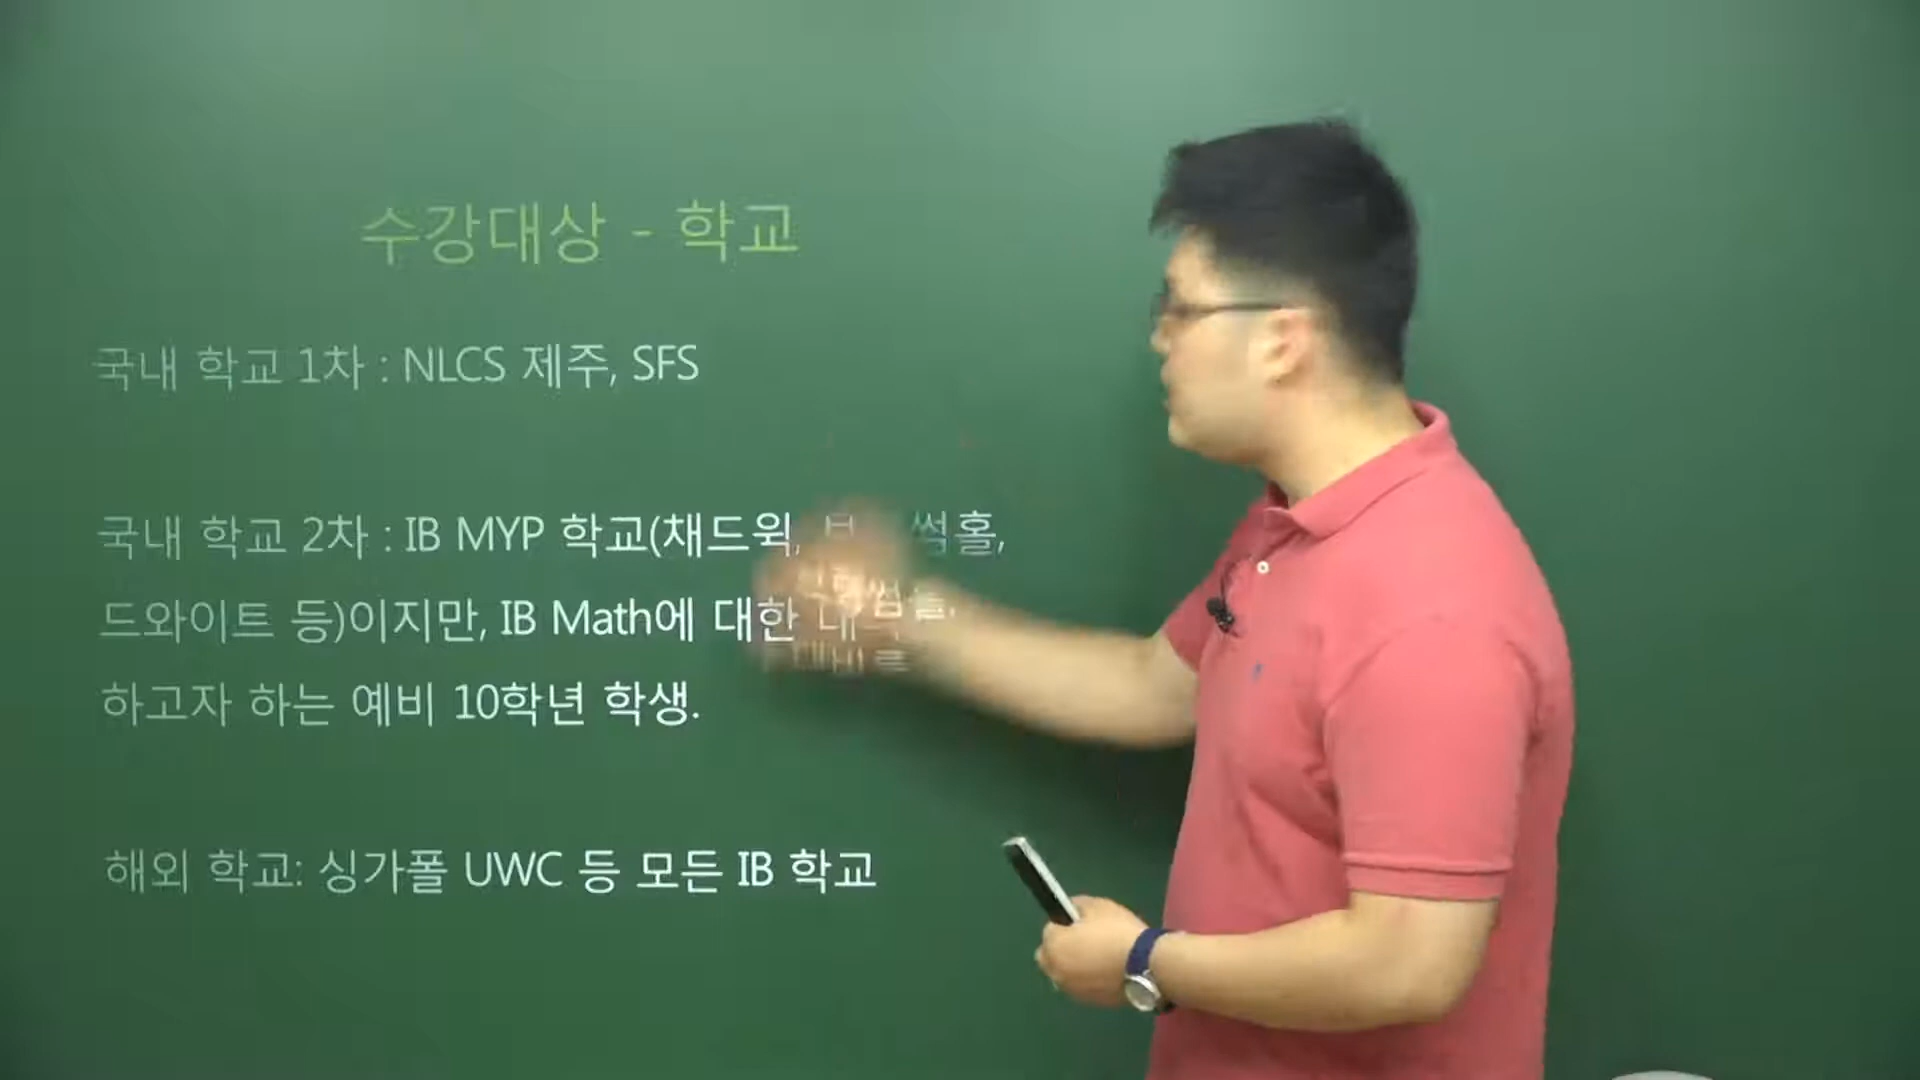 수강대상 - 학교
국내 학교 1차 : NLCS 제주, SFS
국내 학교 2차 : IB MYP 학교(채드윅, 썸홀,
드와이트 등)이지만, IB Math에 대한
하고자 하는 예비 10학년 학생.
해외 학교: 싱가폴 UWC 등 모든 IB 학교